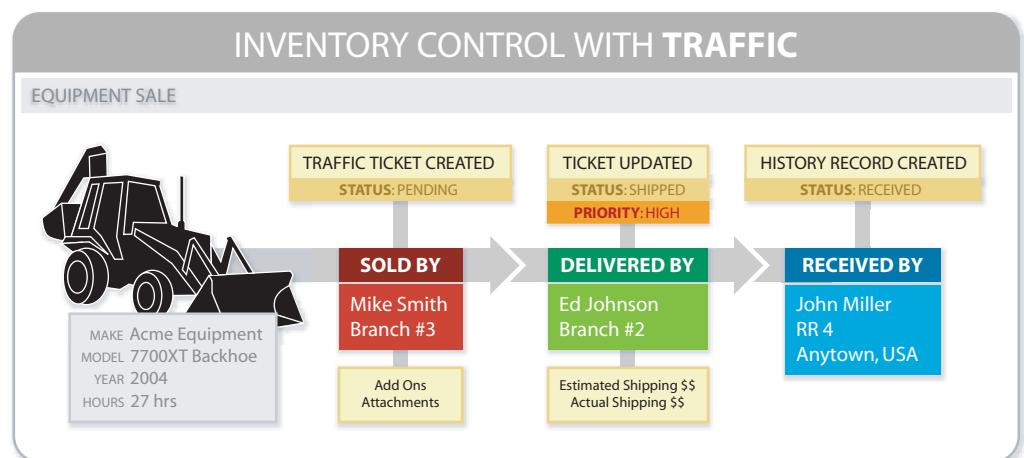 INVENTORY CONTROL WITH TRAFFIC
EQUIPMENT SALE
TRAFFIC TICKET CREATED
STATUS: PENDING
TICKET UPDATED
STATUS: SHIPPED
PRIORITY: HIGH
HISTORY RECORD CREATED
STATUS: RECEIVED
SOLD BY
Mike Smith
Branch #3
DELIVERED BY
Ed Johnson
Branch #2
RECEIVED BY
John Miller
RR 4
Anytown, USA
MAKE Acme Equipment
MODEL 7700XT Backhoe
YEAR 2004
HOURS 27 hrs
Add Ons
Attachments
Estimated Shipping $$
Actual Shipping $$